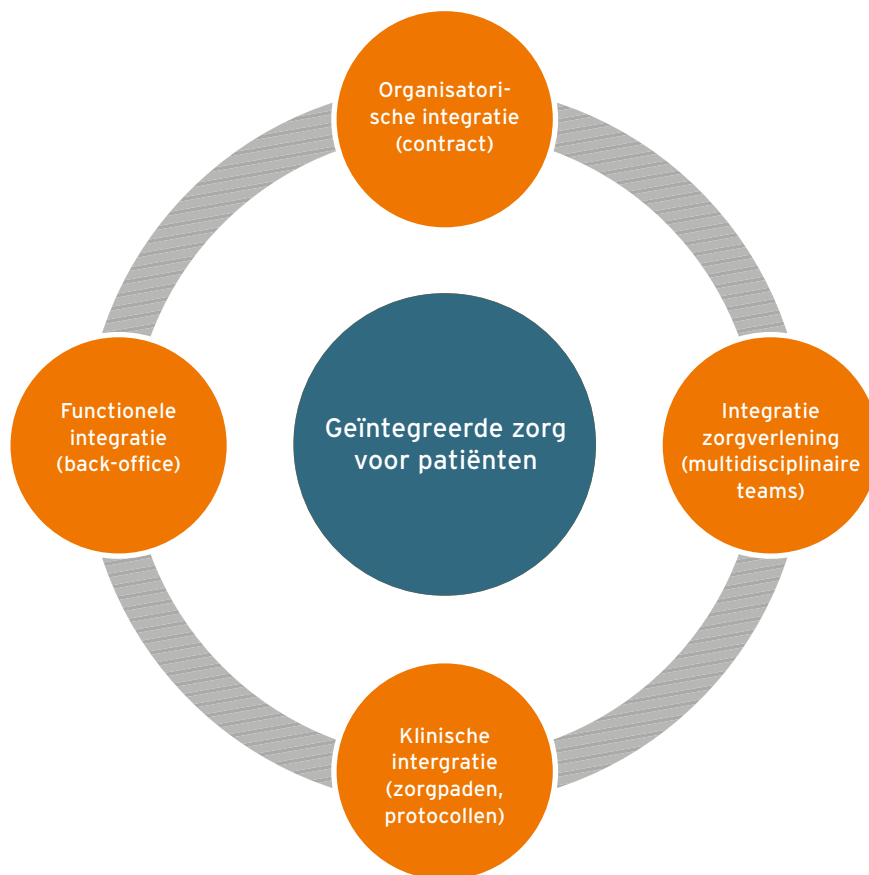 Organisatori-
sche integratie
(contract)
Functionele
integratie
(back-office)
Geïntegreerde zorg
voor patiënten
Integratie
zorgverlening
(multidisciplinaire
teams)
Klinische
intergratie
(zorgpaden,
protocollen)